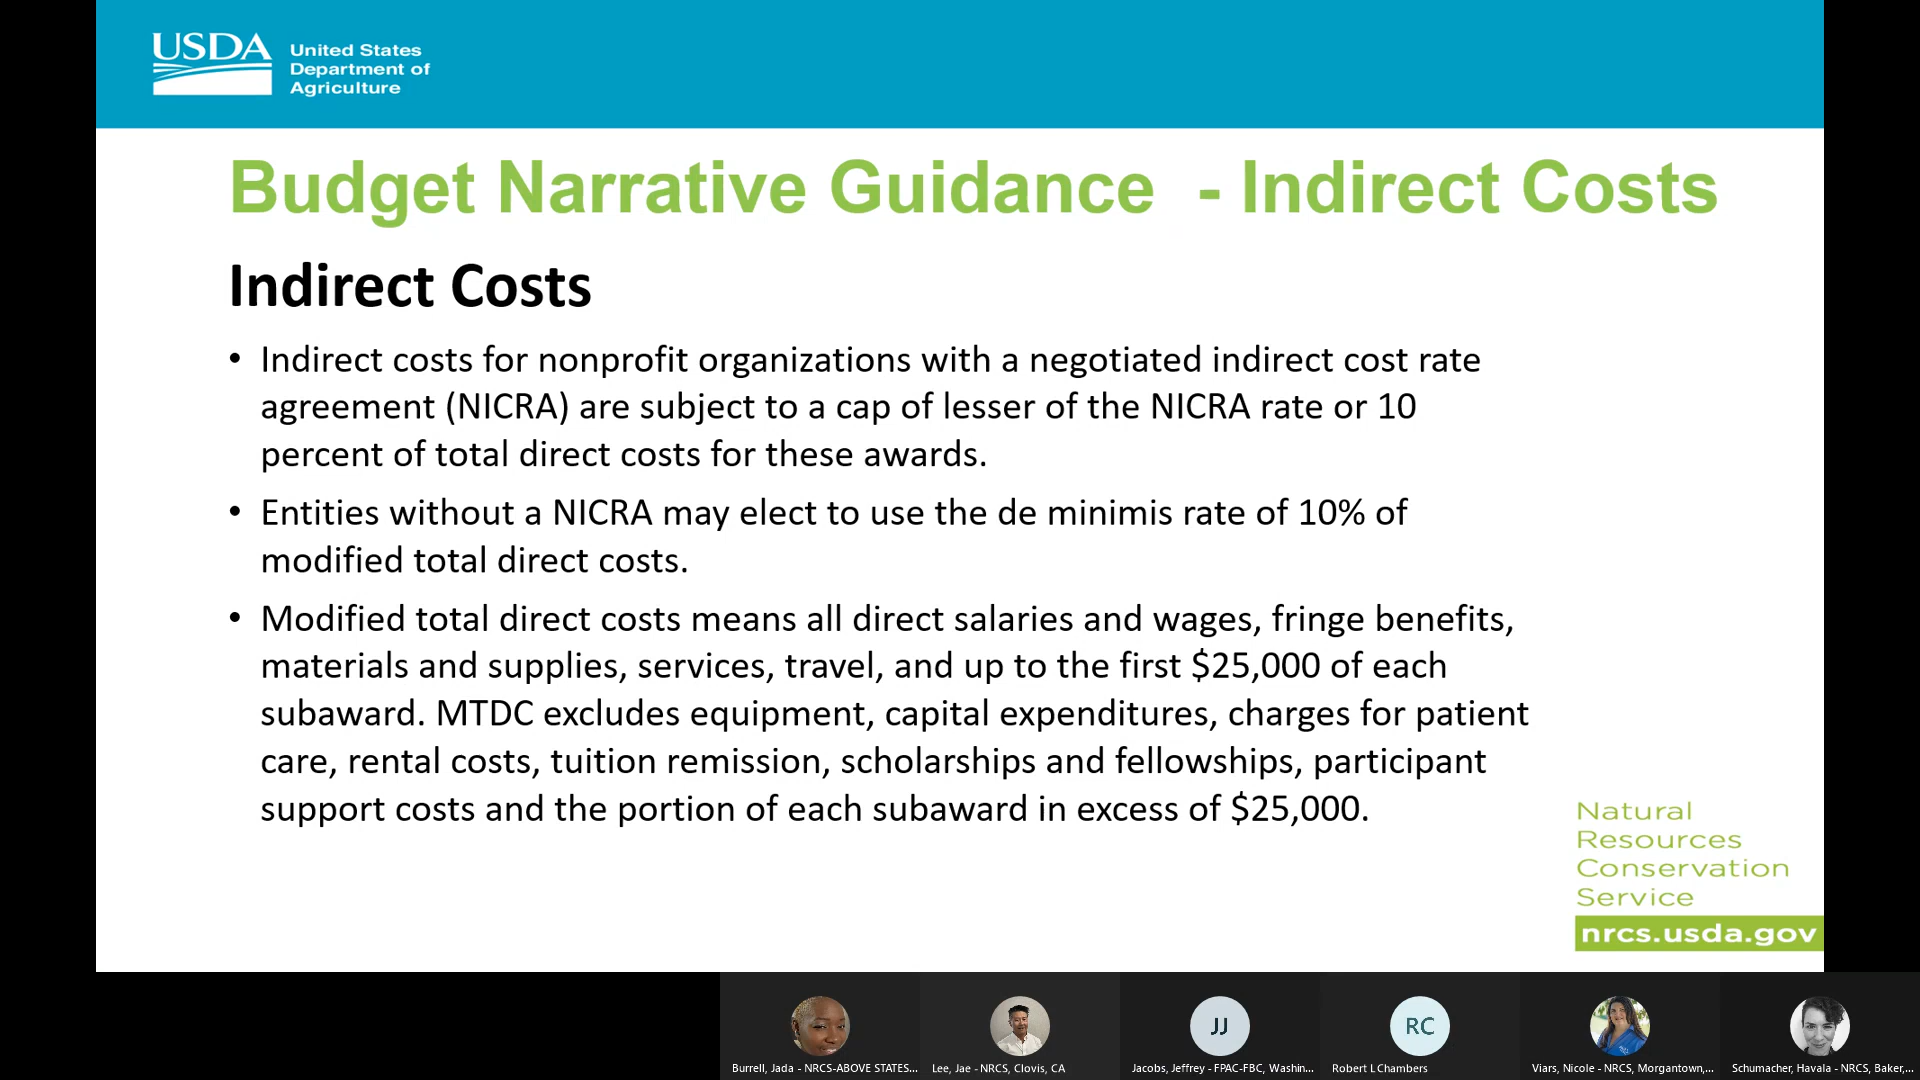 USDA
United States
Department of
Agriculture
Budget Narrative Guidance  - Indirect Costs
Indirect Costs
• Indirect costs for nonprofit organizations with a negotiated indirect cost rate
agreement (NICRA) are subject to a cap of lesser of the NICRA rate or 10
percent of total direct costs for these awards.
• Entities without a NICRA may elect to use the de minimis rate of 10% of
modified total direct costs.
• Modified total direct costs means all direct salaries and wages, fringe benefits,
materials and supplies, services, travel, and up to the first $25,000 of each
subaward. MTDC excludes equipment, capital expenditures, charges for patient
care, rental costs, tuition remission, scholarships and fellowships, participant
support costs and the portion of each subaward in excess of $25,000.
Natural
Resources
Conservation
Service
nrcs.usda.gov
JJ
RC
Burrell, Jada - NRCS-ABOVE STATES...
Lee, Jae - NRCS, Clovis, CA
Jacobs, Jeffrey - FPAC-FBC, Washin...
Robert L Chambers
Viars, Nicole - NRCS, Morgantown,...
Schumacher, Havala - NRCS, Baker,...